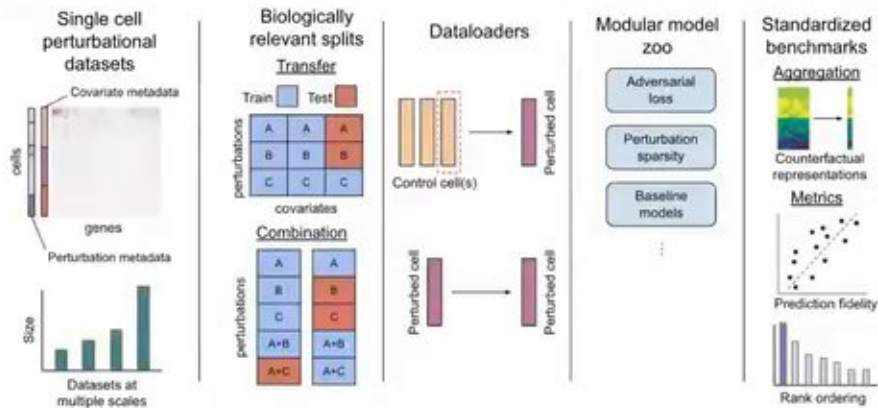 Single cell
perturbational
datasets
Covariate metadata
cells
genes
Perturbation metadata
Size
Datasets at
multiple scales
Biologically
relevant splits
Transfer
Train
Test
perturbations
A A A
B B B
C C C
covariates
Combination
perturbations
A A
B B
C C
A+B A+B
A+C A+C
Dataloaders
Control cell(s)
Perturbed cell
Perturbed cell
Perturbed cell
Modular model
zoo
Adversarial
loss
Perturbation
sparsity
Baseline
models
⋮
Standardized
benchmarks
Aggregation
Counterfactual
representations
Metrics
Prediction fidelity
Rank ordering